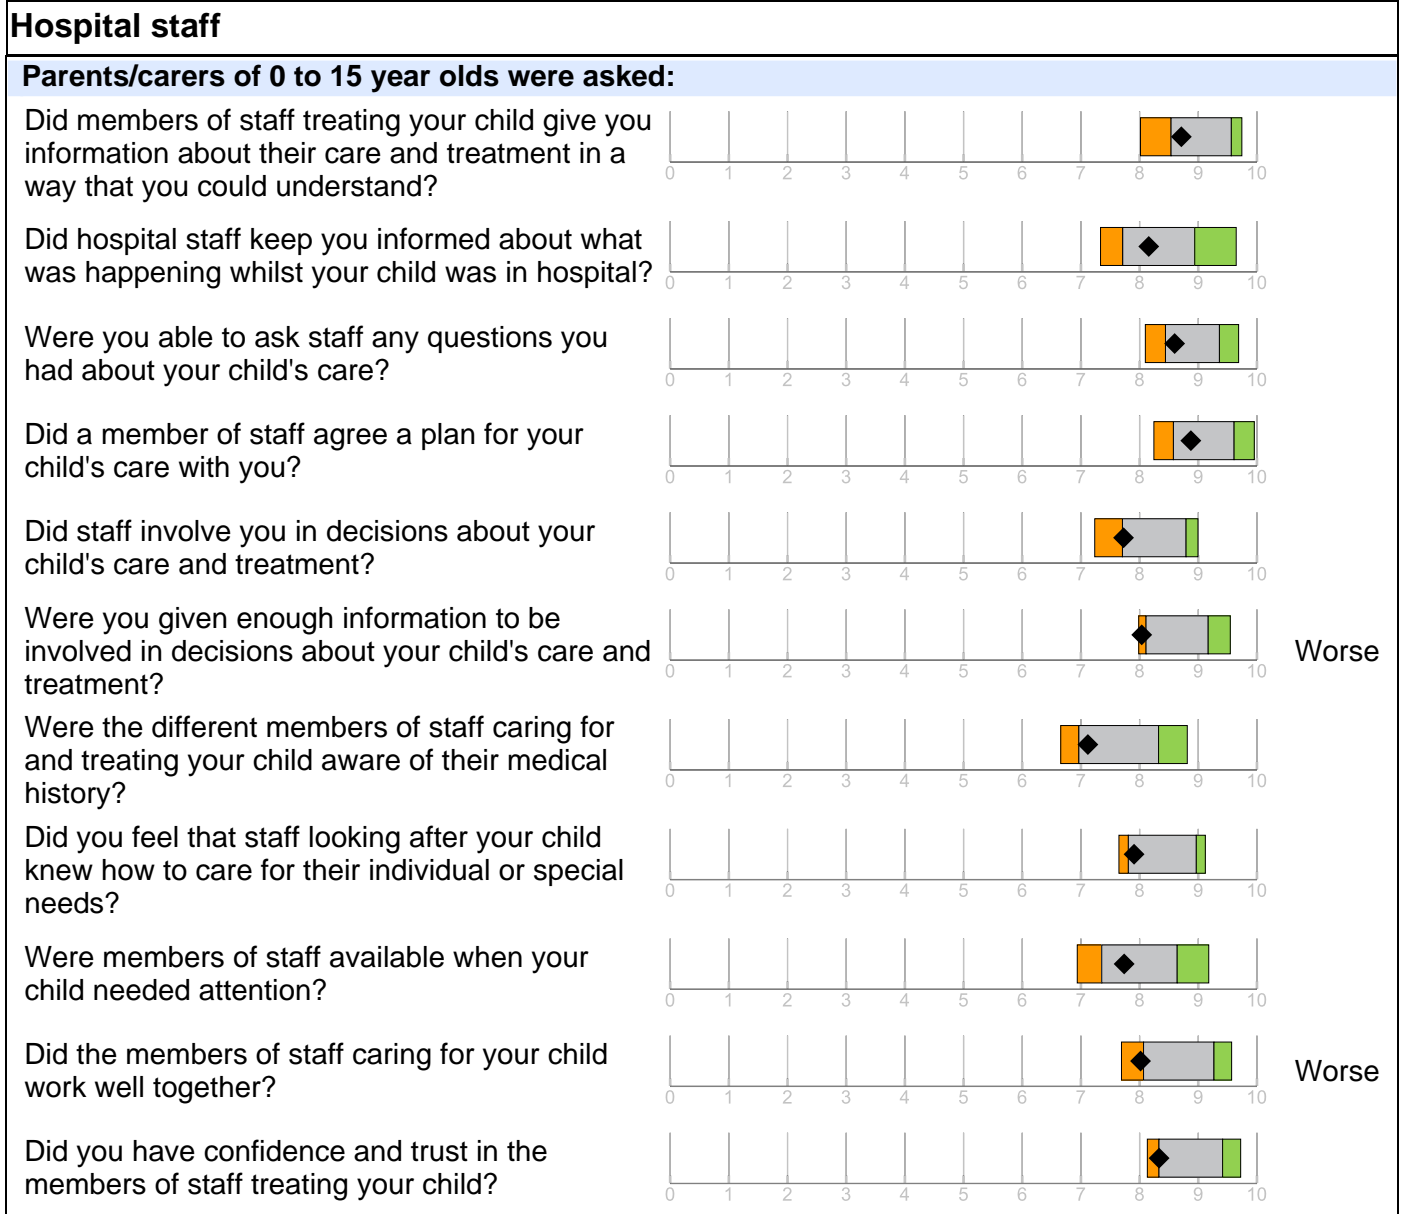 Hospital staff
Parents/carers of 0 to 15 year olds were asked:
Did members of staff treating your child give you
information about their care and treatment in a
way that you could understand?
0 1 2 3 4 5 6 7 8 9 10
Did hospital staff keep you informed about what
was happening whilst your child was in hospital?
0 1 2 3 4 5 6 7 8 9 10
Were you able to ask staff any questions you
had about your child's care?
0 1 2 3 4 5 6 7 8 9 10
Did a member of staff agree a plan for your
child's care with you?
0 1 2 3 4 5 6 7 8 9 10
Did staff involve you in decisions about your
child's care and treatment?
0 1 2 3 4 5 6 7 8 9 10
Were you given enough information to be
involved in decisions about your child's care and
treatment?
0 1 2 3 4 5 6 7 8 9 10
Worse
Were the different members of staff caring for
and treating your child aware of their medical
history?
0 1 2 3 4 5 6 7 8 9 10
Did you feel that staff looking after your child
knew how to care for their individual or special
needs?
0 1 2 3 4 5 6 7 8 9 10
Were members of staff available when your
child needed attention?
0 1 2 3 4 5 6 7 8 9 10
Did the members of staff caring for your child
work well together?
0 1 2 3 4 5 6 7 8 9 10
Worse
Did you have confidence and trust in the
members of staff treating your child?
0 1 2 3 4 5 6 7 8 9 10